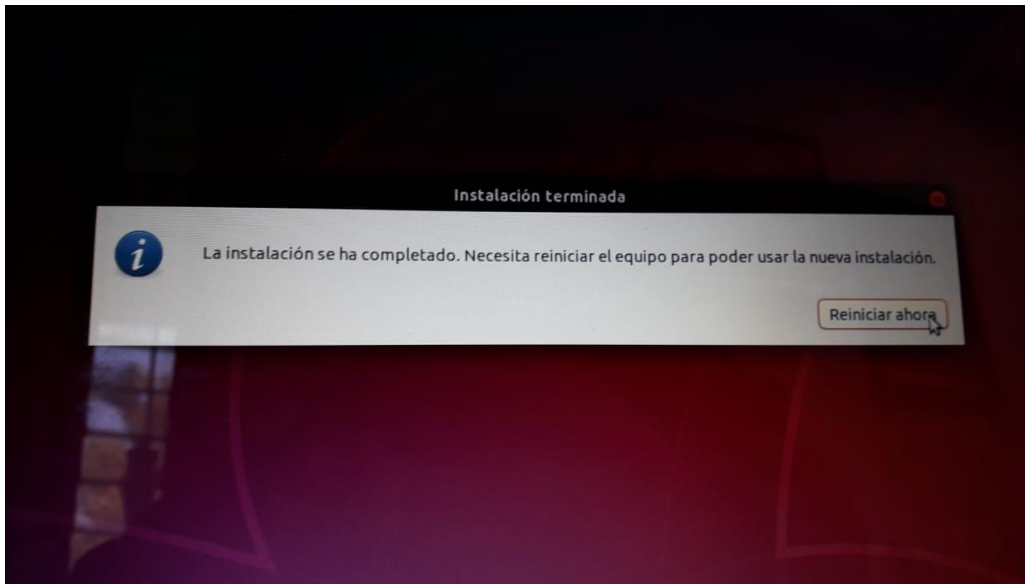 Instalación terminada
La instalación se ha completado. Necesita reiniciar el equipo para poder usar la nueva instalación.
Reiniciar ahora